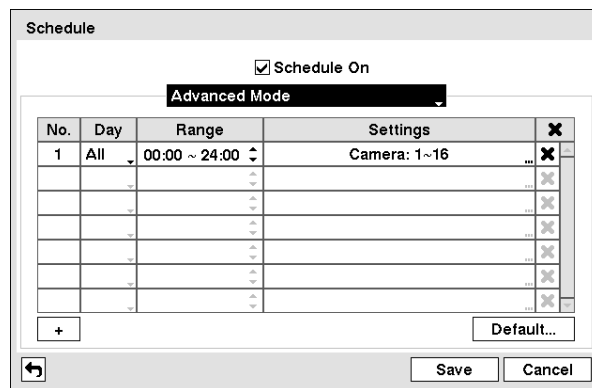 Schedule
Schedule On
Advanced Mode
No. Day Range Settings
1 All 00:00 ~ 24:00 Camera: 1~16 ...
...
...
...
...
...
...
+ Default...
Save Cancel